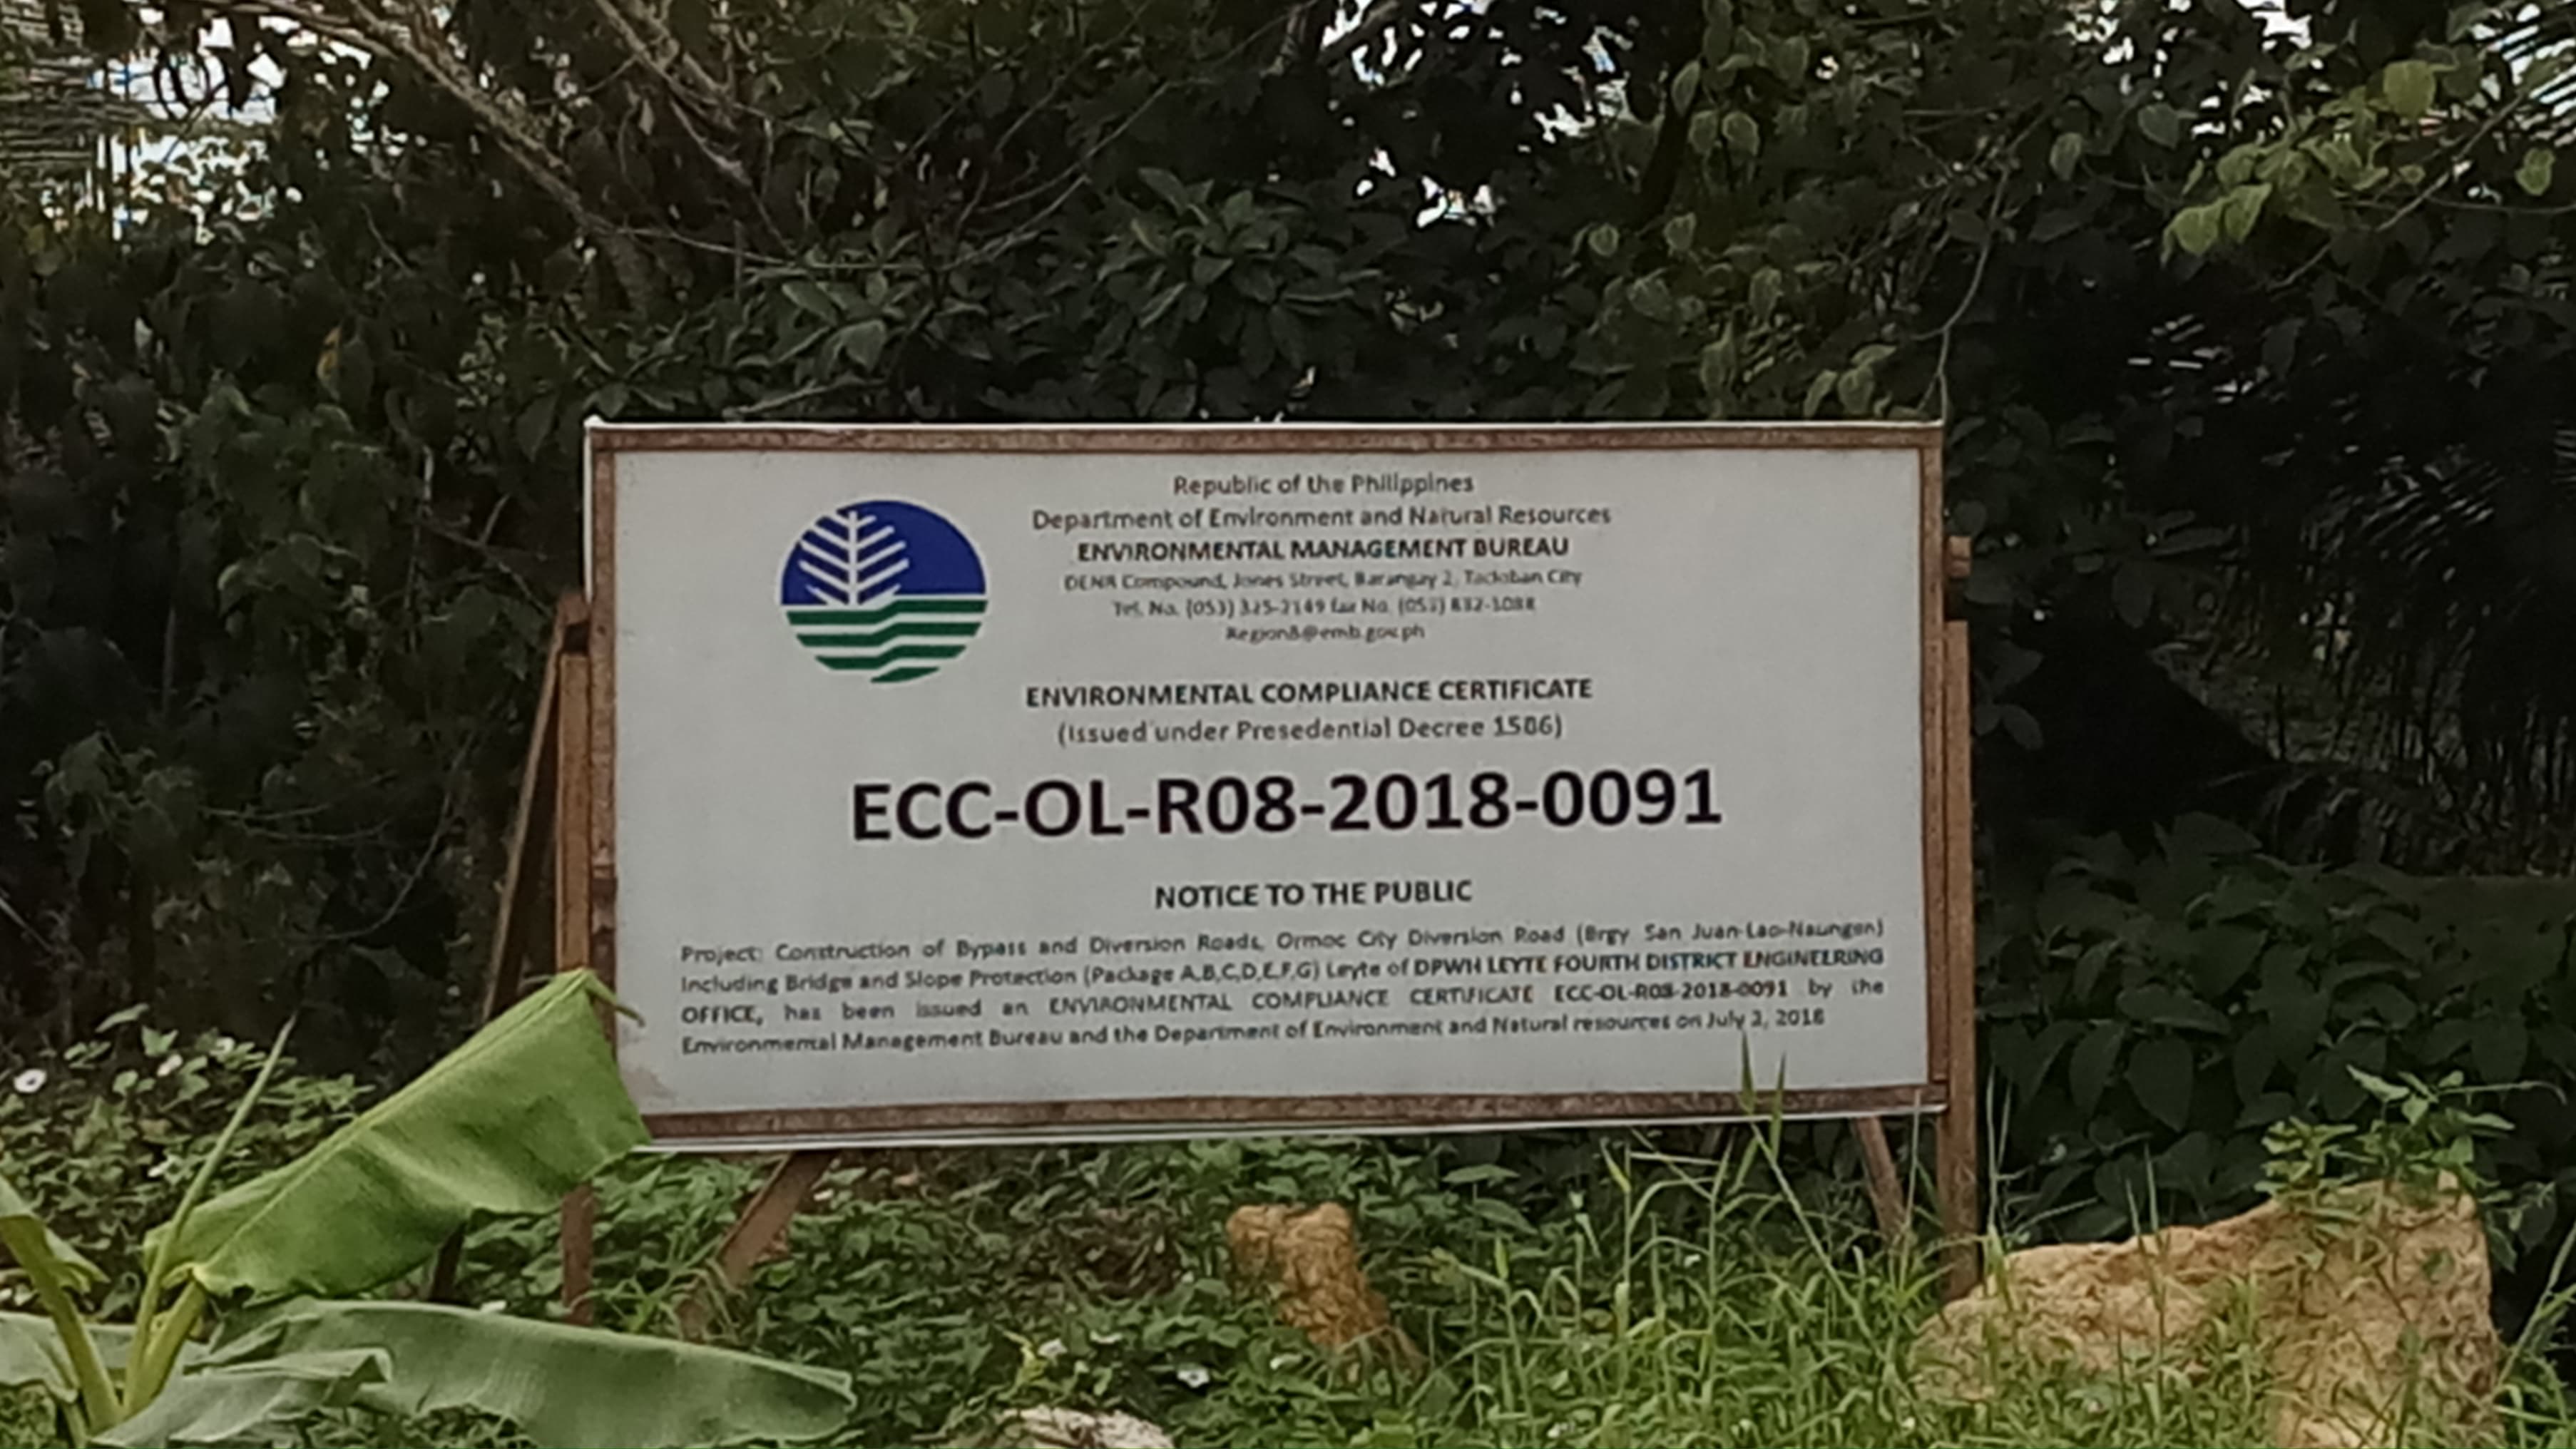 Republic of the Philippines
Department of Environment and Natural Resources
ENVIRONMENTAL MANAGEMENT BUREAU
DENR Compound, Jones Street, Barangay 2, Tacloban City
Tel. No. (053) 325-2149 fax No. (053) 832-1088
Region8@emb.gov.ph
ENVIRONMENTAL COMPLIANCE CERTIFICATE
(Issued under Presedential Decree 1586)
ECC-OL-R08-2018-0091
NOTICE TO THE PUBLIC
Project: Construction of Bypass and Diversion Roads, Ormoc City Diversion Road (Brgy San Juan-Lao-Naungan)
Including Bridge and Slope Protection (Package A,B,C,D,E,F,G) Leyte of DPWH LEYTE FOURTH DISTRICT ENGINEERING
OFFICE, has been issued an ENVIRONMENTAL COMPLIANCE CERTIFICATE ECC-OL-R08-2018-0091 by the
Environmental Management Bureau and the Department of Environment and Natural resources on July 2, 2018